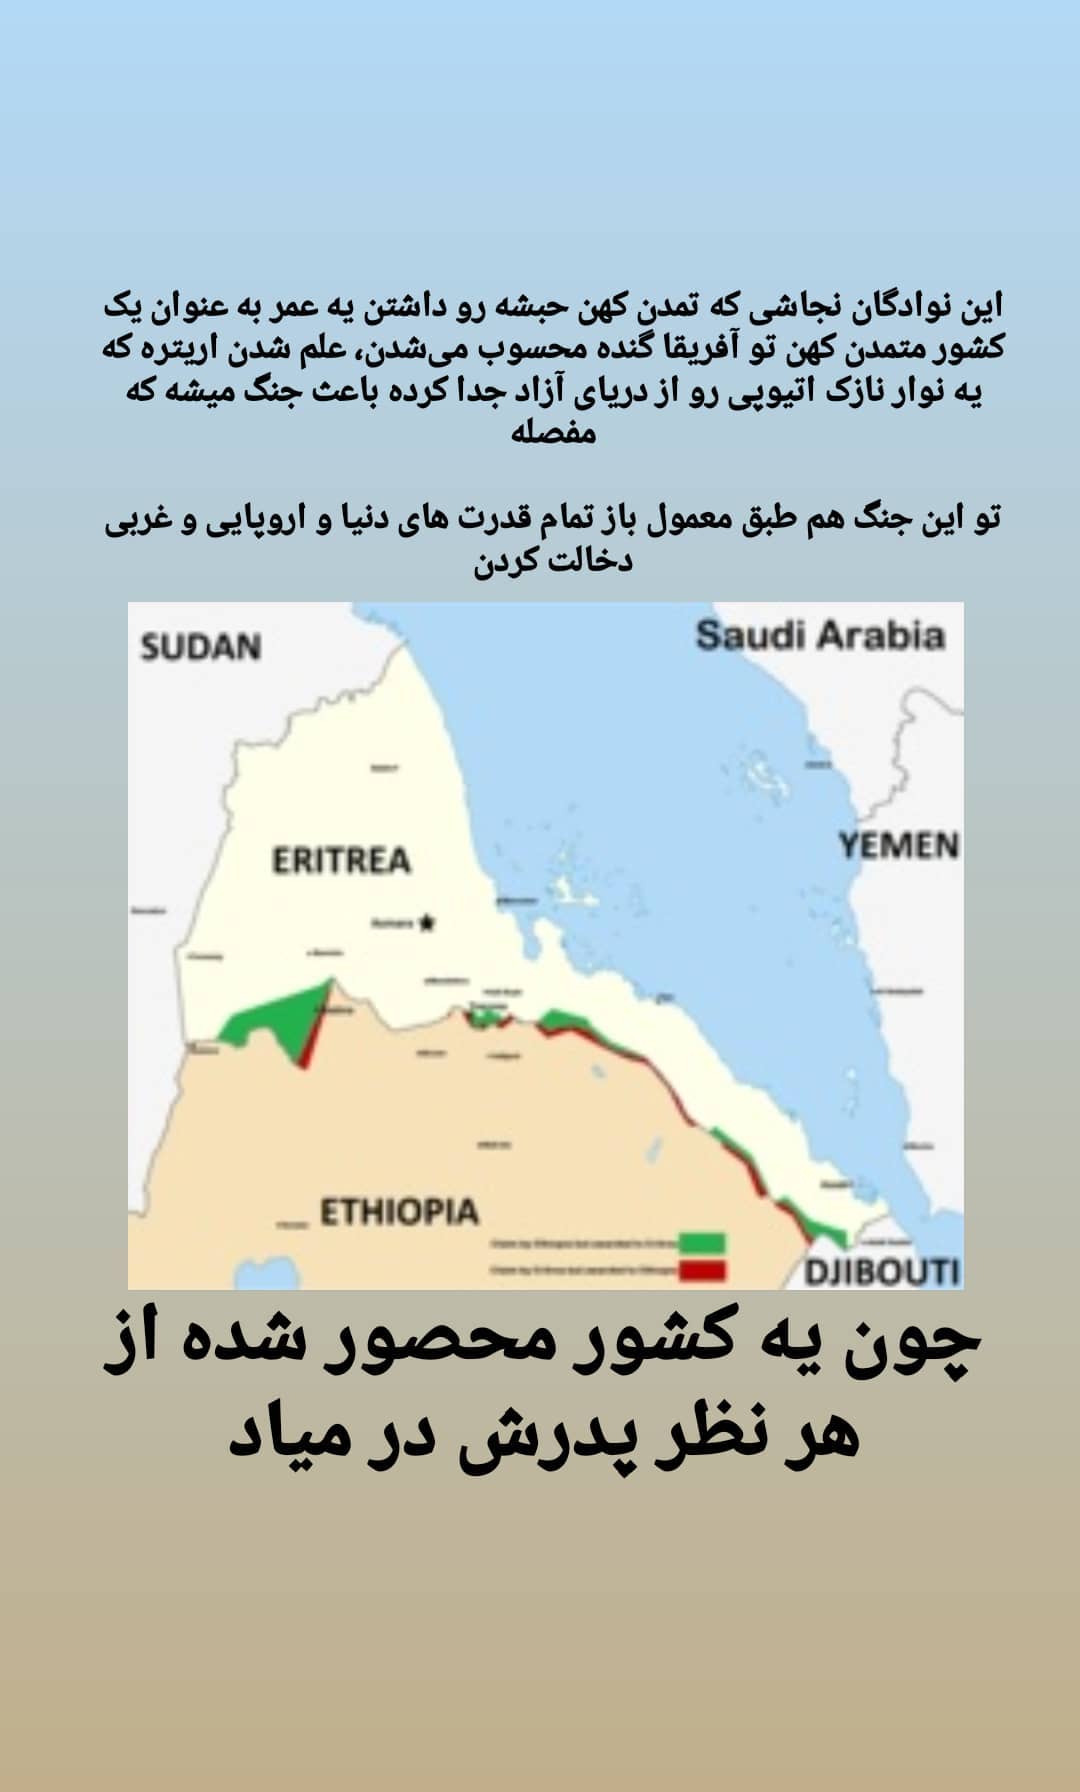 این نوادگان نجاشی که تمدن کهن حبشه رو داشتن یه عمر به عنوان یک
کشور متمدن کهن تو آفریقا گنده محسوب می‌شدن، علم شدن اریتره که
یه نوار نازک اتیوپی رو از دریای آزاد جدا کرده باعث جنگ میشه که
مفصله
تو این جنگ هم طبق معمول باز تمام قدرت های دنیا و اروپایی و غربی
دخالت کردن
SUDAN
Saudi Arabia
YEMEN
ERITREA
ETHIOPIA
DJIBOUTI
چون یه کشور محصور شده از
هر نظر پدرش در میاد